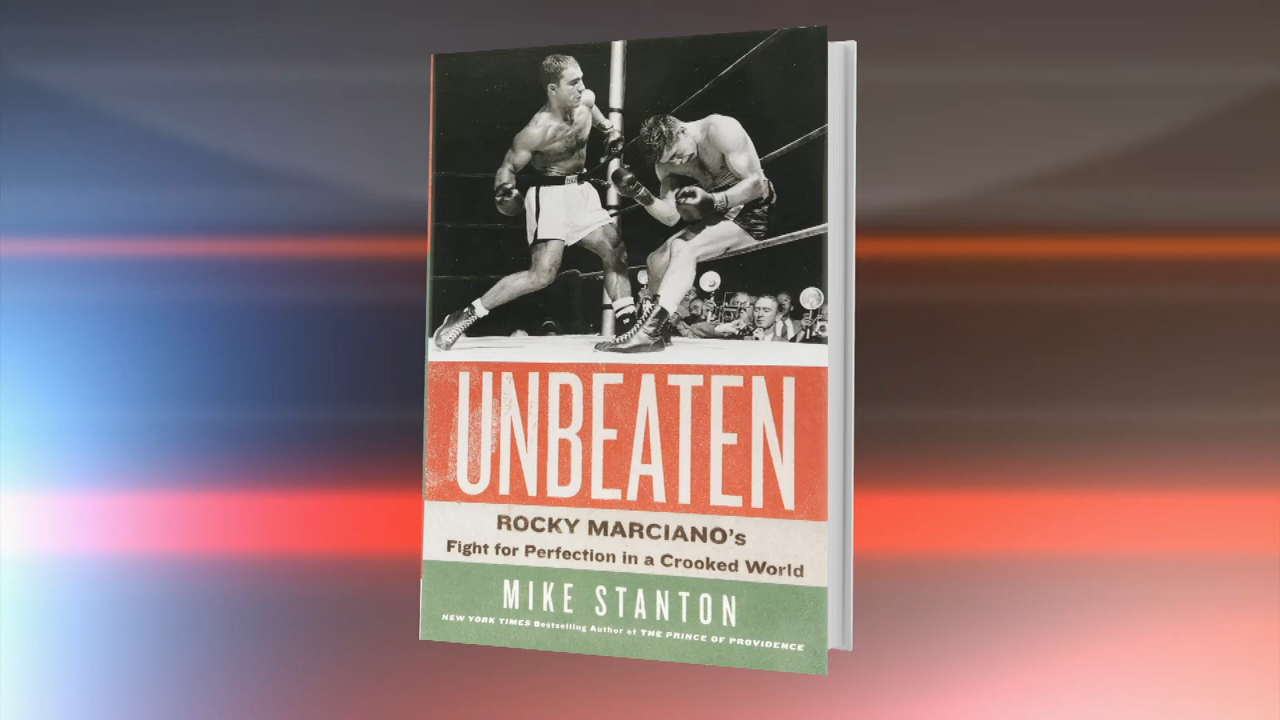 UNBEATEN
ROCKY MARCIANO's
Fight for Perfection in a Crooked World
MIKE STANTON
NEW YORK TIMES Bestselling Author of THE PRINCE OF PROVIDENCE